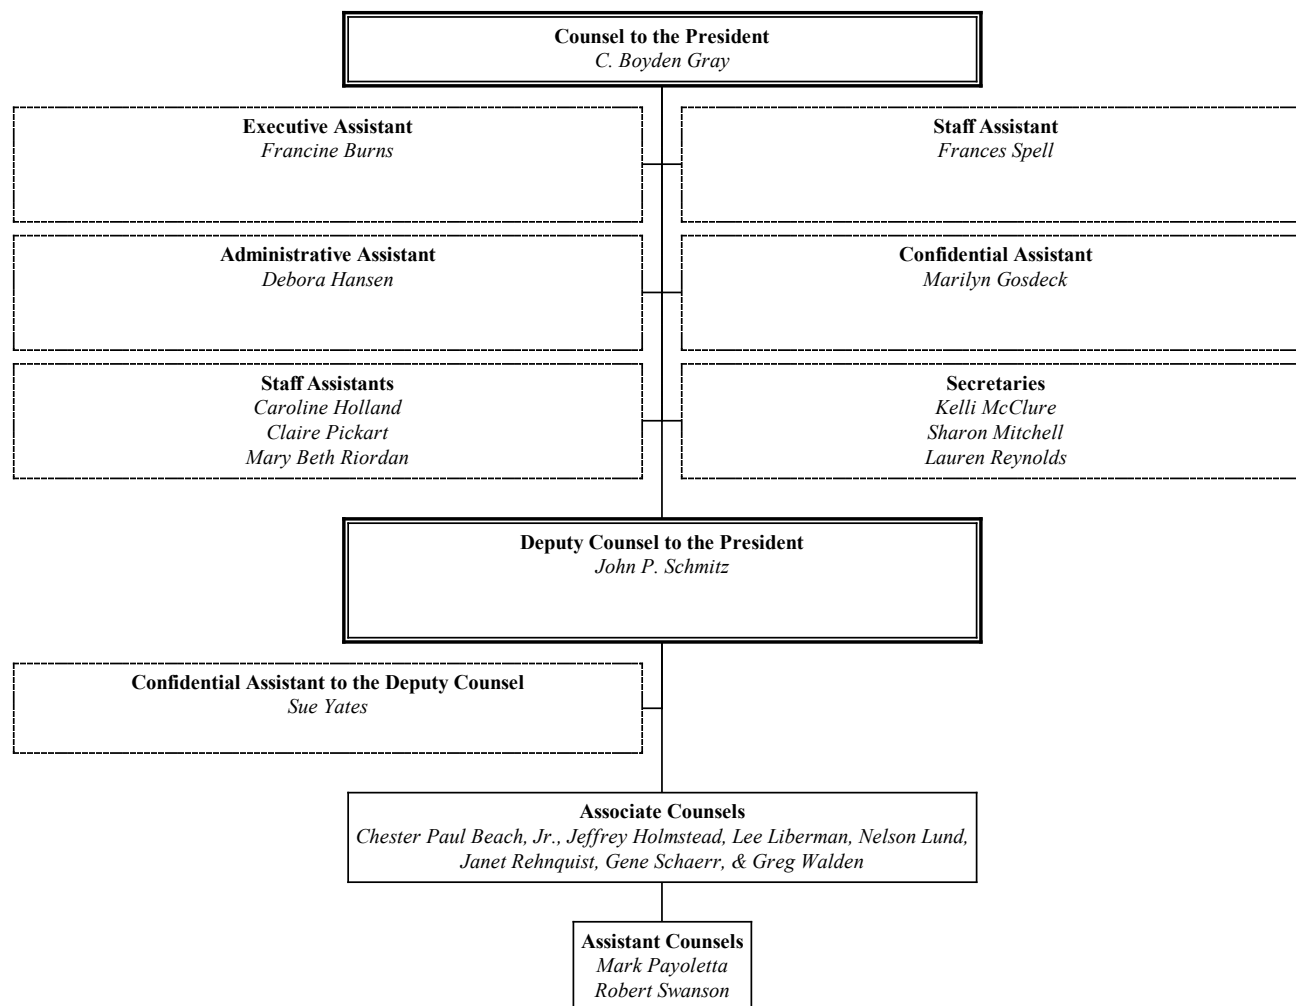 Counsel to the President
C. Boyden Gray
Executive Assistant
Francine Burns
Staff Assistant
Frances Spell
Administrative Assistant
Debora Hansen
Confidential Assistant
Marilyn Gosdeck
Staff Assistants
Caroline Holland
Claire Pickart
Mary Beth Riordan
Secretaries
Kelli McClure
Sharon Mitchell
Lauren Reynolds
Deputy Counsel to the President
John P. Schmitz
Confidential Assistant to the Deputy Counsel
Sue Yates
Associate Counsels
Chester Paul Beach, Jr., Jeffrey Holmstead, Lee Liberman, Nelson Lund,
Janet Rehnquist, Gene Schaerr, & Greg Walden
Assistant Counsels
Mark Payoletta
Robert Swanson